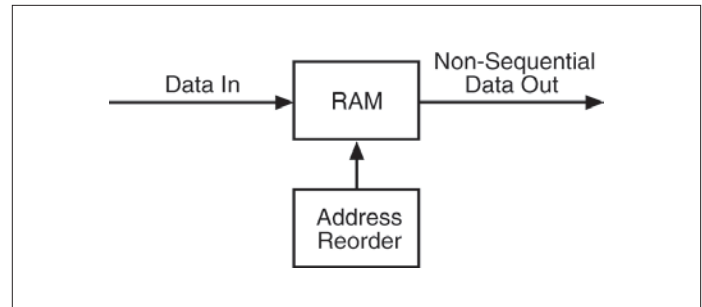 Non-Sequential
Data Out
Data In
RAM
Address
Reorder